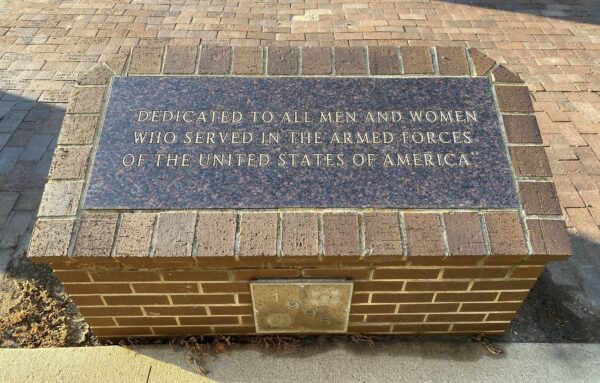 DEDICATED TO ALL MEN AND WOMEN
WHO SERVED IN THE ARMED FORCES
OF THE UNITED STATES OF AMERICA